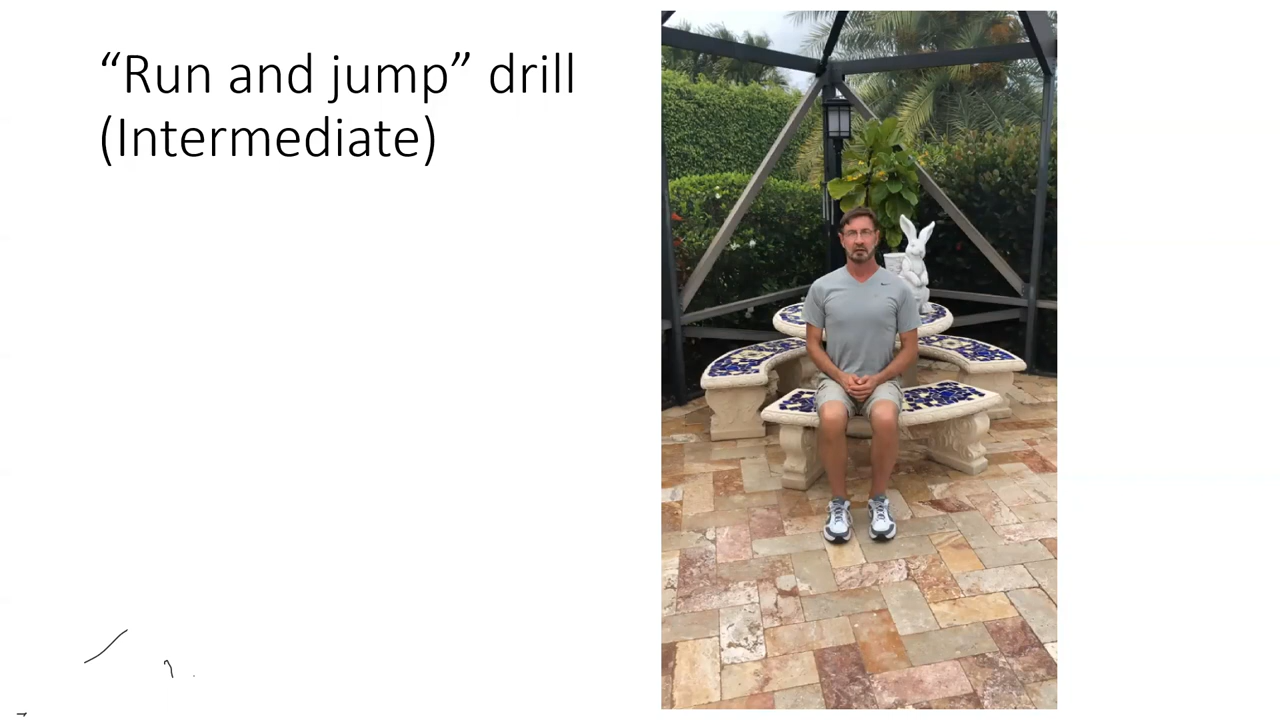 “Run and jump” drill
(Intermediate)